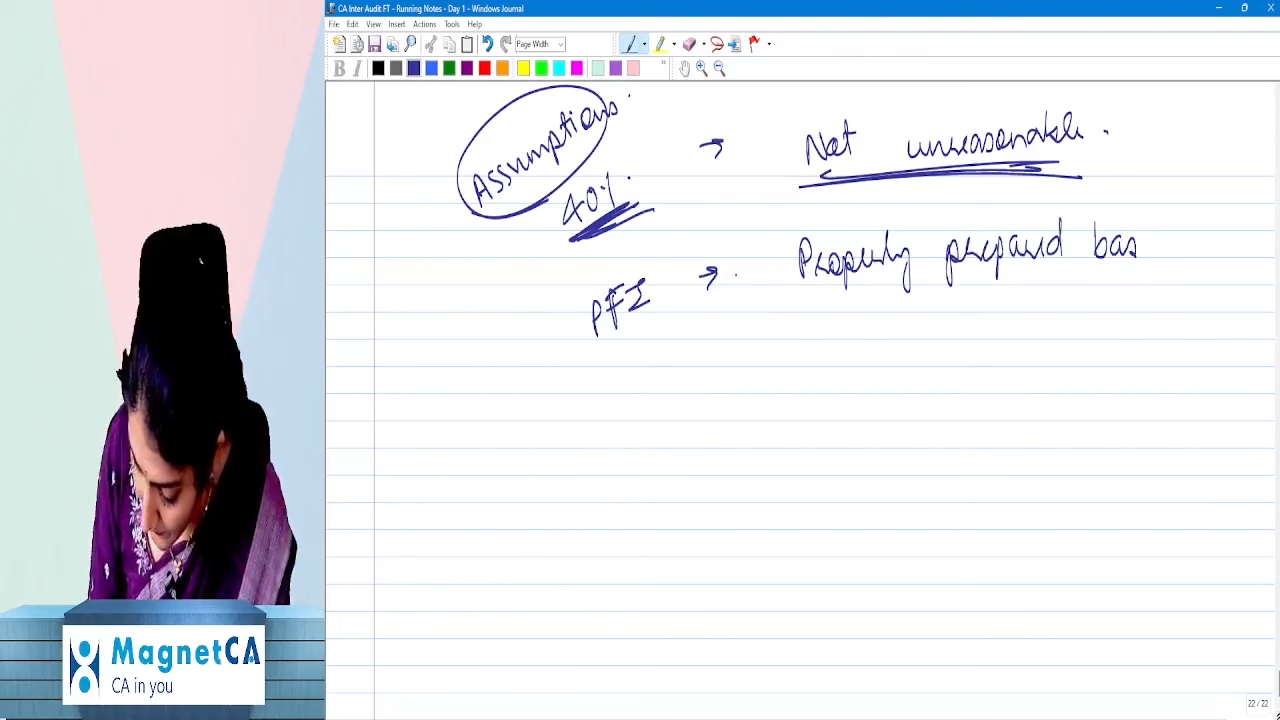 CA Inter Audit FT - Running Notes - Day 1 - Windows Journal
File Edit View Insert Actions Tools Help
Page Width
B I
Assumptions. → Not unreasonable.
40%.
PFI → Properly prepared bas
MagnetCA
CA in you
22 / 22